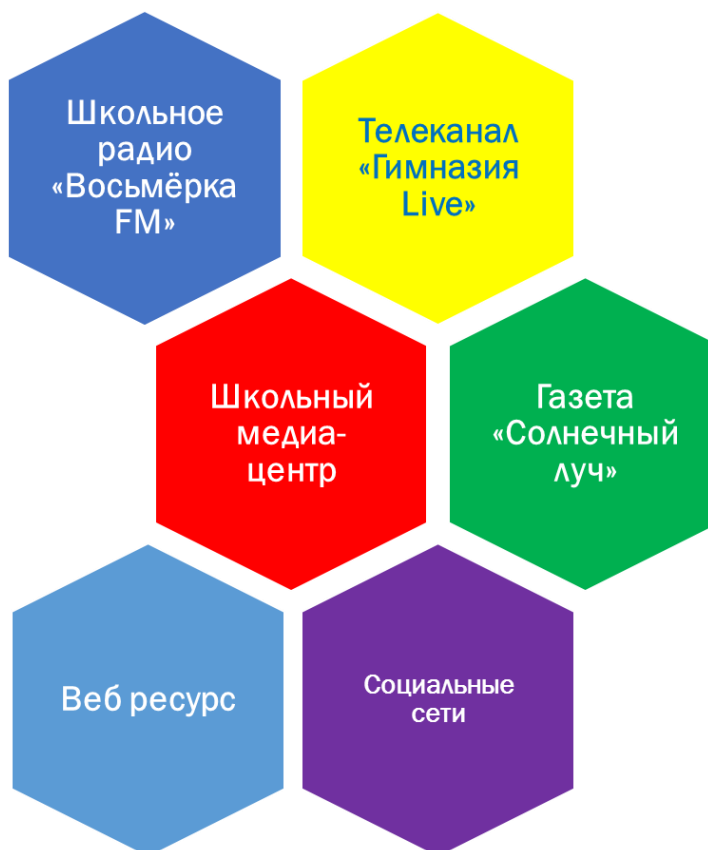 Школьное
радио
«Восьмёрка
FM»
Телеканал
«Гимназия
Live»
Школьный
медиа-
центр
Газета
«Солнечный
луч»
Веб ресурс
Социальные
сети